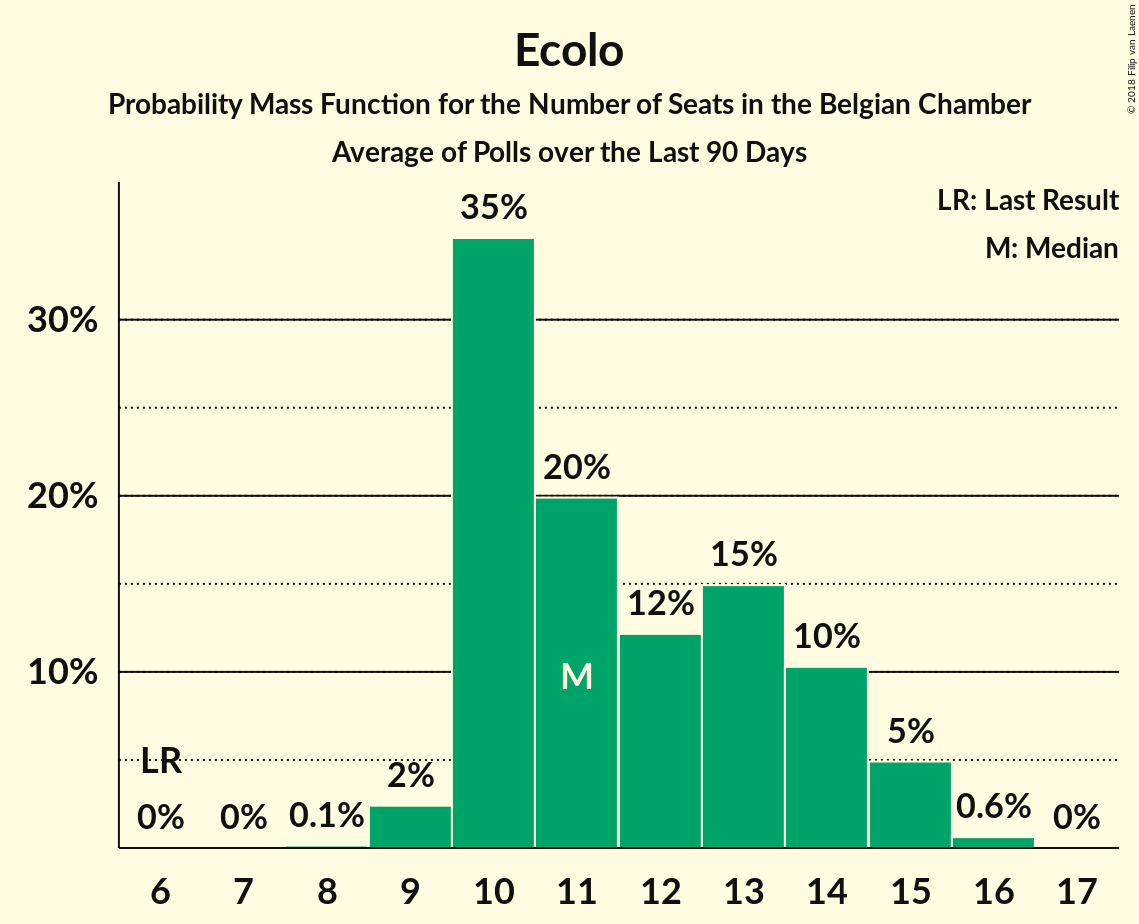 Ecolo
Probability Mass Function for the Number of Seats in the Belgian Chamber
Average of Polls over the Last 90 Days
© 2018 Filip van Laenen
LR: Last Result
M: Median
30%
20%
10%
35%
20%
15%
12%
10%
5%
2%
0.6%
0.1%
0%
0%
0%
LR
M
6 7 8 9 10 11 12 13 14 15 16 17